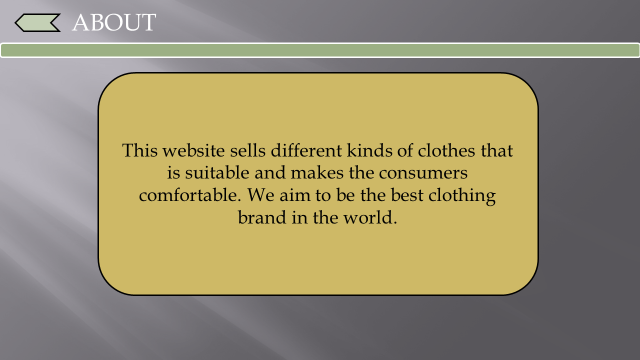 ABOUT
This website sells different kinds of clothes that
is suitable and makes the consumers
comfortable. We aim to be the best clothing
brand in the world.